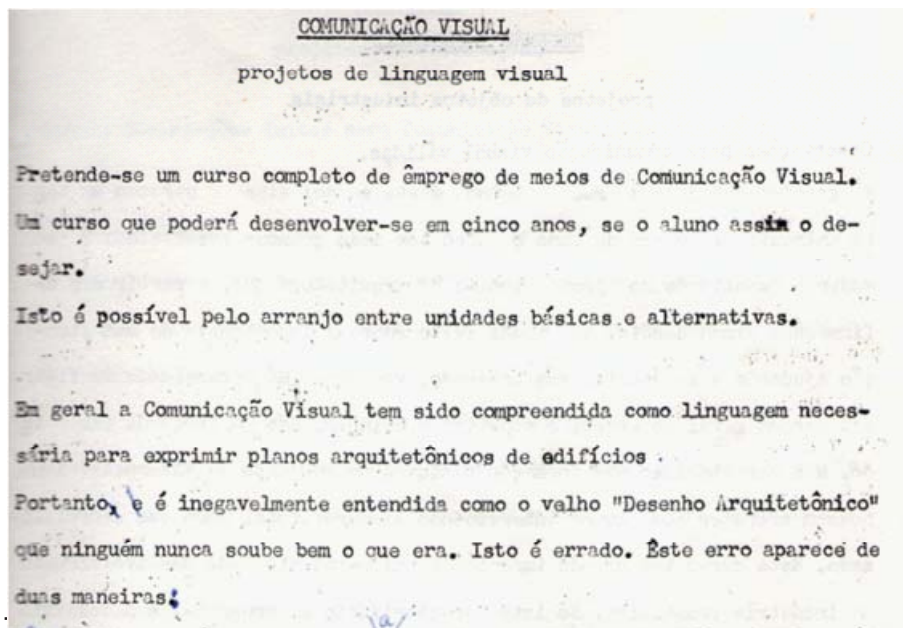 COMUNICAÇÃO VISUAL
projetos de linguagem visual
Pretende-se um curso completo de êmprego de meios de Comunicação Visual.
Um curso que poderá desenvolver-se em çinco anos, se o aluno assim o de-
sejar.
Isto é possível pelo arranjo entre unidades básicas e alternativas.
Em geral a Comunicação Visual tem sido compreendida como linguagem neces-
sária para exprimir planos arquitetônicos de edifícios.
Portanto, e é inegavelmente entendida como o velho "Desenho Arquitetônico"
que ninguém nunca soube bem o que era. Isto é errado. Êste erro aparece de
duas maneiras:
a